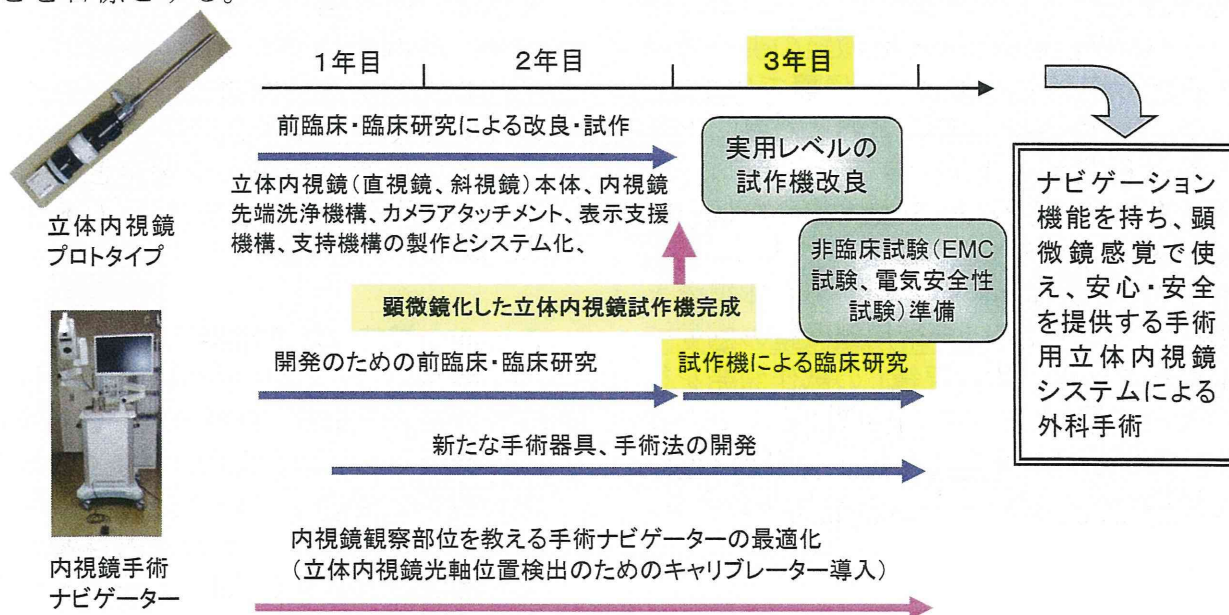 1年目
2年目
3年目
前臨床・臨床研究による改良・試作
立体内視鏡(直視鏡、斜視鏡)本体、内視鏡
先端洗浄機構、カメラアタッチメント、表示支援
機構、支持機構の製作とシステム化、
立体内視鏡
プロトタイプ
実用レベルの
試作機改良
非臨床試験(EMC
試験、電気安全性
試験)準備
顕微鏡化した立体内視鏡試作機完成
開発のための前臨床・臨床研究
試作機による臨床研究
新たな手術器具、手術法の開発
内視鏡観察部位を教える手術ナビゲーターの最適化
(立体内視鏡光軸位置検出のためのキャリブレーター導入)
内視鏡手術
ナビゲーター
ナビゲーション
機能を持ち、顕
微鏡感覚で使
え、安心・安全
を提供する手術
用立体内視鏡
システムによる
外科手術